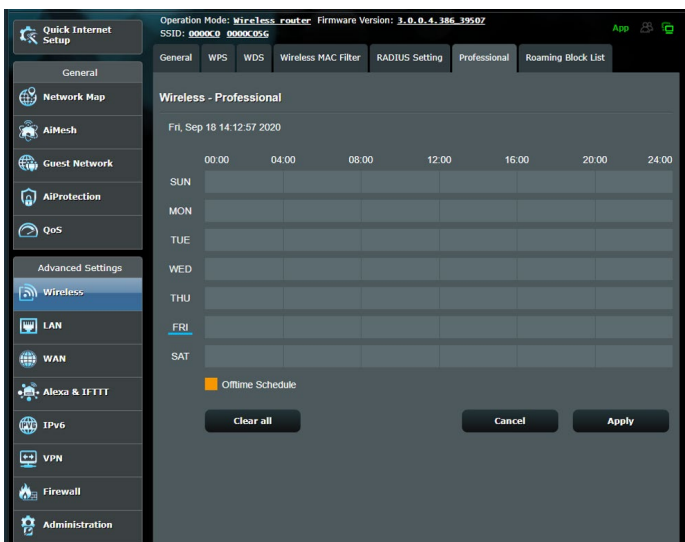 Quick Internet
Setup
Operation Mode: Wireless router Firmware Version: 3.0.0.4.386_39507
SSID: 0000C0 0000C05G
App
General WPS WDS Wireless MAC Filter RADIUS Setting Professional Roaming Block List
General
Network Map
AiMesh
Guest Network
AiProtection
QoS
Advanced Settings
Wireless
LAN
WAN
Alexa & IFTTT
IPv6
VPN
Firewall
Administration
Wireless - Professional
Fri, Sep 18 14:12:57 2020
00:00 04:00 08:00 12:00 16:00 20:00 24:00
SUN
MON
TUE
WED
THU
FRI
SAT
Offtime Schedule
Clear all Cancel Apply